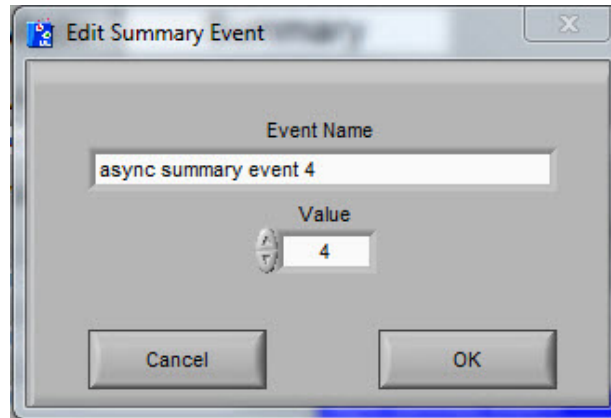 Edit Summary Event
Event Name
async summary event 4
Value
4
Cancel
OK